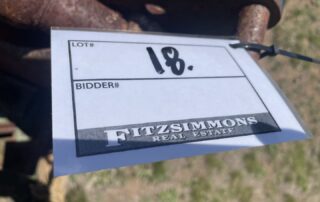 LOT#
18.
BIDDER#
FITZSIMMONS
REAL ESTATE